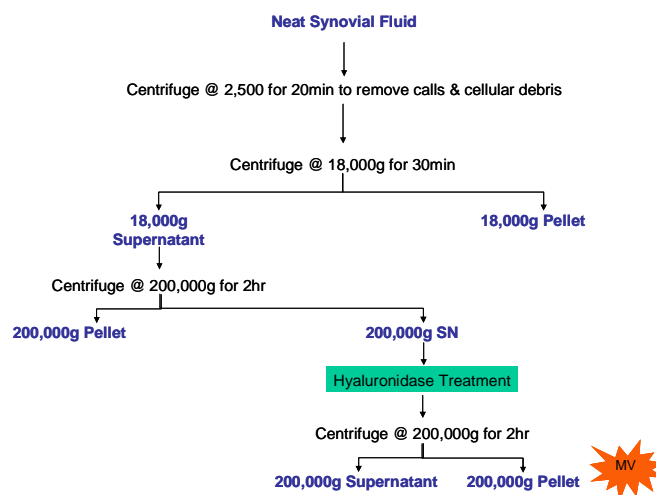 Neat Synovial Fluid
Centrifuge @ 2,500 for 20min to remove calls & cellular debris
Centrifuge @ 18,000g for 30min
18,000g
Supernatant
18,000g Pellet
Centrifuge @ 200,000g for 2hr
200,000g Pellet
200,000g SN
Hyaluronidase Treatment
Centrifuge @ 200,000g for 2hr
200,000g Supernatant
200,000g Pellet
MV